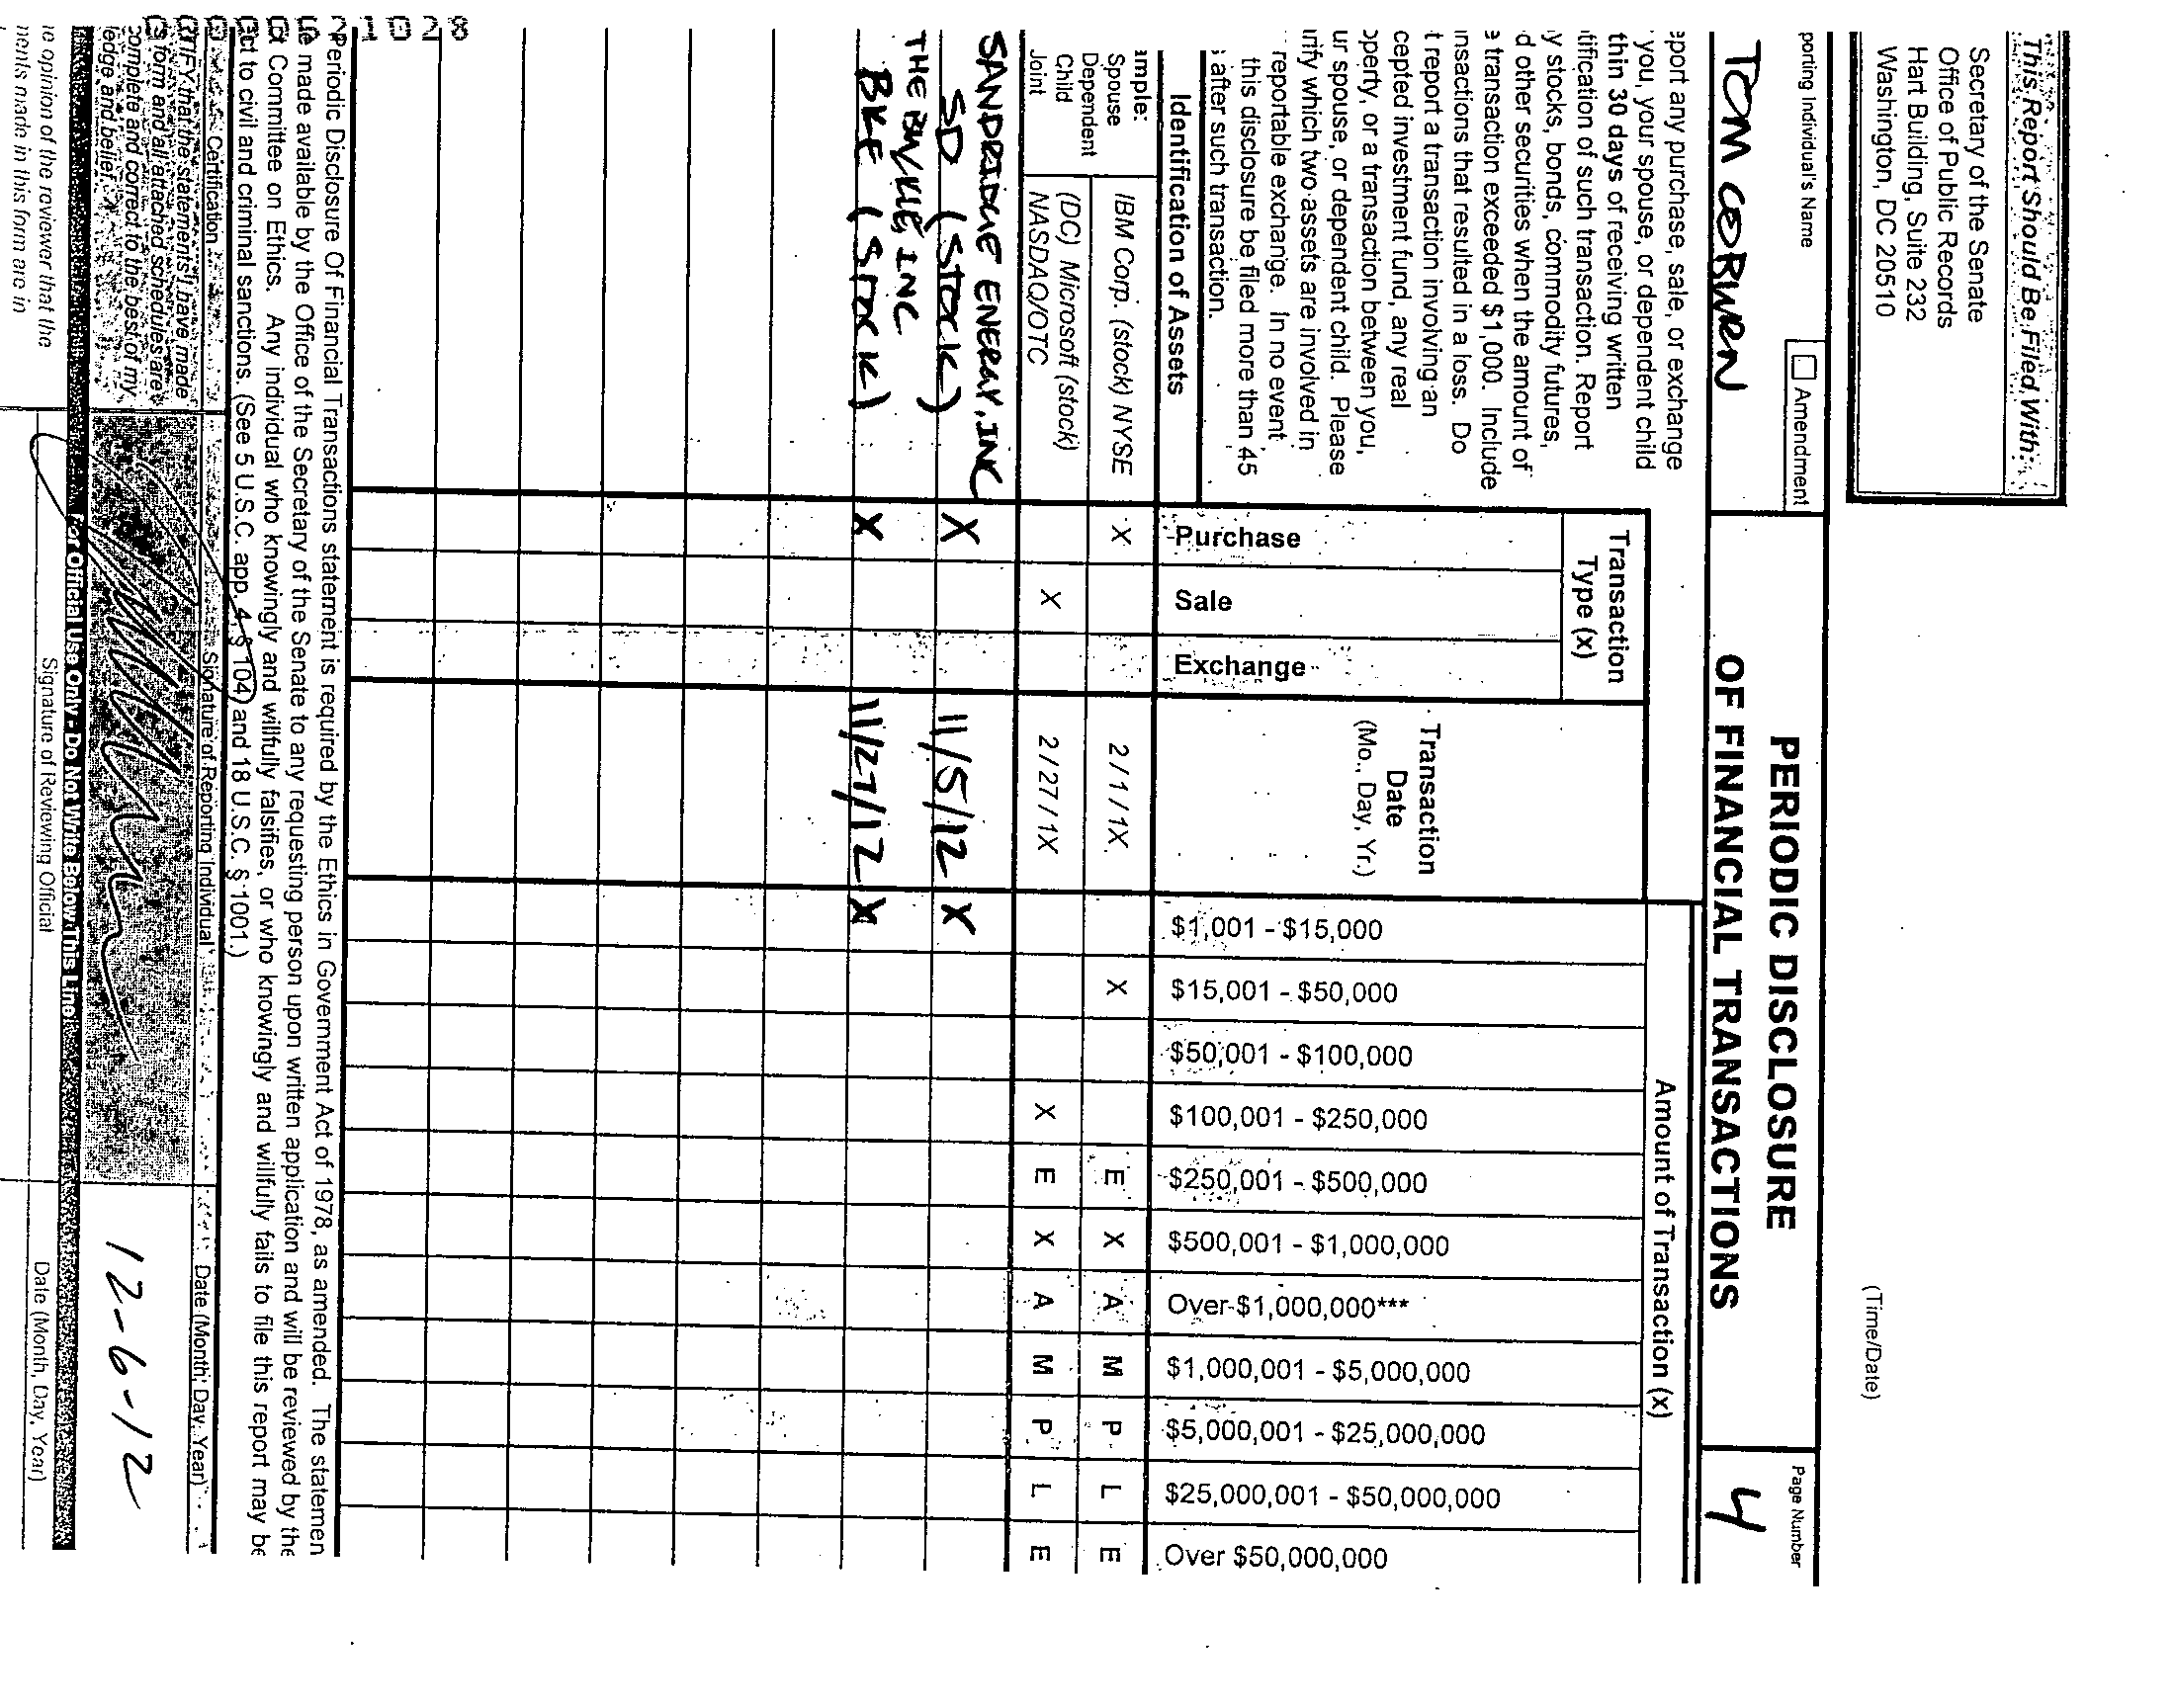 This Report Should Be Filed With:
Secretary of the Senate
Office of Public Records
Hart Building, Suite 232
Washington, DC 20510
(Time/Date)
porting Individual's Name
Amendment
TOM COBURN
PERIODIC DISCLOSURE
OF FINANCIAL TRANSACTIONS
Page Number
4
eport any purchase, sale, or exchange
you, your spouse, or dependent child
thin 30 days of receiving written
tification of such transaction. Report
y stocks, bonds, commodity futures,
d other securities when the amount of
e transaction exceeded $1,000. Include
insactions that resulted in a loss. Do
t report a transaction involving an
cepted investment fund, any real
operty, or a transaction between you,
ur spouse, or dependent child. Please
rify which two assets are involved in
reportable exchange. In no event
this disclosure be filed more than 45
after such transaction.
Transaction
Type (x)
Amount of Transaction (x)
Identification of Assets
Purchase
Sale
Exchange
Transaction
Date
(Mo., Day, Yr.)
$1,001 - $15,000
$15,001 - $50,000
$50,001 - $100,000
$100,001 - $250,000
$250,001 - $500,000
$500,001 - $1,000,000
Over $1,000,000***
$1,000,001 - $5,000,000
$5,000,001 - $25,000,000
$25,000,001 - $50,000,000
Over $50,000,000
ample:
Spouse
Dependent
Child
Joint
IBM Corp. (stock) NYSE X 2/1/1X X E X A M P L E
(DC) Microsoft (stock)
NASDAQ/OTC X 2/27/1X X E X A M P L E
SANDRIDGE ENERGY, INC
SD (STOCK) X 11/5/12 X
THE BUCKLE, INC
BKE (STOCK) X 11/27/12 X
21028
Periodic Disclosure Of Financial Transactions statement is required by the Ethics in Government Act of 1978, as amended. The statemen
made available by the Office of the Secretary of the Senate to any requesting person upon written application and will be reviewed by the
ct Committee on Ethics. Any individual who knowingly and willfully falsifies, or who knowingly and willfully fails to file this report may be
ct to civil and criminal sanctions. (See 5 U.S.C. app. 4, § 104) and 18 U.S.C. § 1001.)
Certification
Signature of Reporting Individual
Date (Month, Day, Year)
TIFY that the statements I have made
s form and all attached schedules are
complete and correct to the best of my
ledge and belief.
12-6-12
For Official Use Only - Do Not Write Below This Line
ne opinion of the reviewer that the
ments made in this form are in
Signature of Reviewing Official
Date (Month, Day, Year)